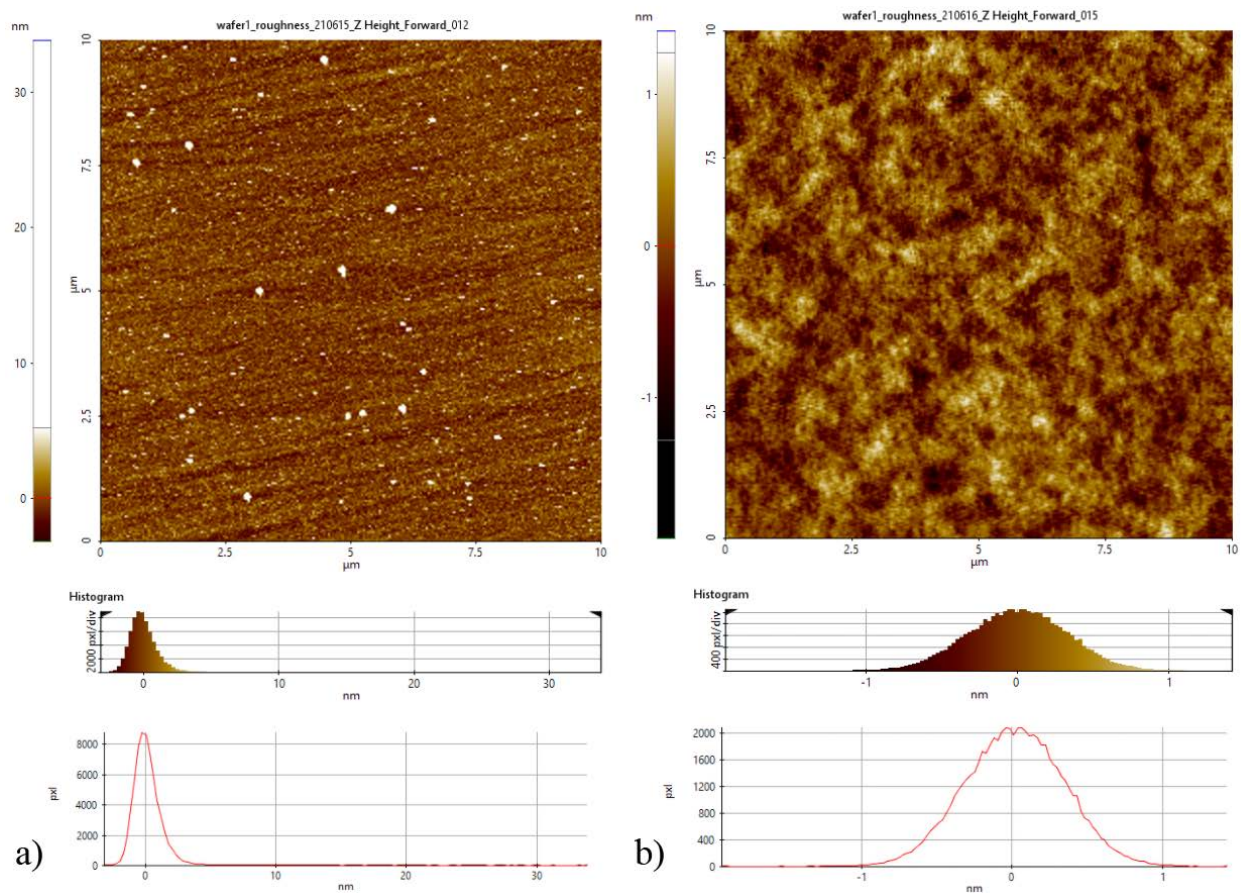 wafer1_roughness_210615_Z Height_Forward_012
nm
30
20
10
0
10
7.5
5
2.5
0
μm
0
2.5
5
7.5
10
μm
Histogram
2000 pxl/div
0
10
20
30
nm
8000
6000
4000
2000
0
pxl
0
10
20
30
nm
a)
wafer1_roughness_210616_Z Height_Forward_015
nm
1
0
-1
10
7.5
5
2.5
0
μm
0
2.5
5
7.5
10
μm
Histogram
400 pxl/div
-1
0
1
nm
2000
1600
1200
800
400
0
pxl
-1
0
1
nm
b)